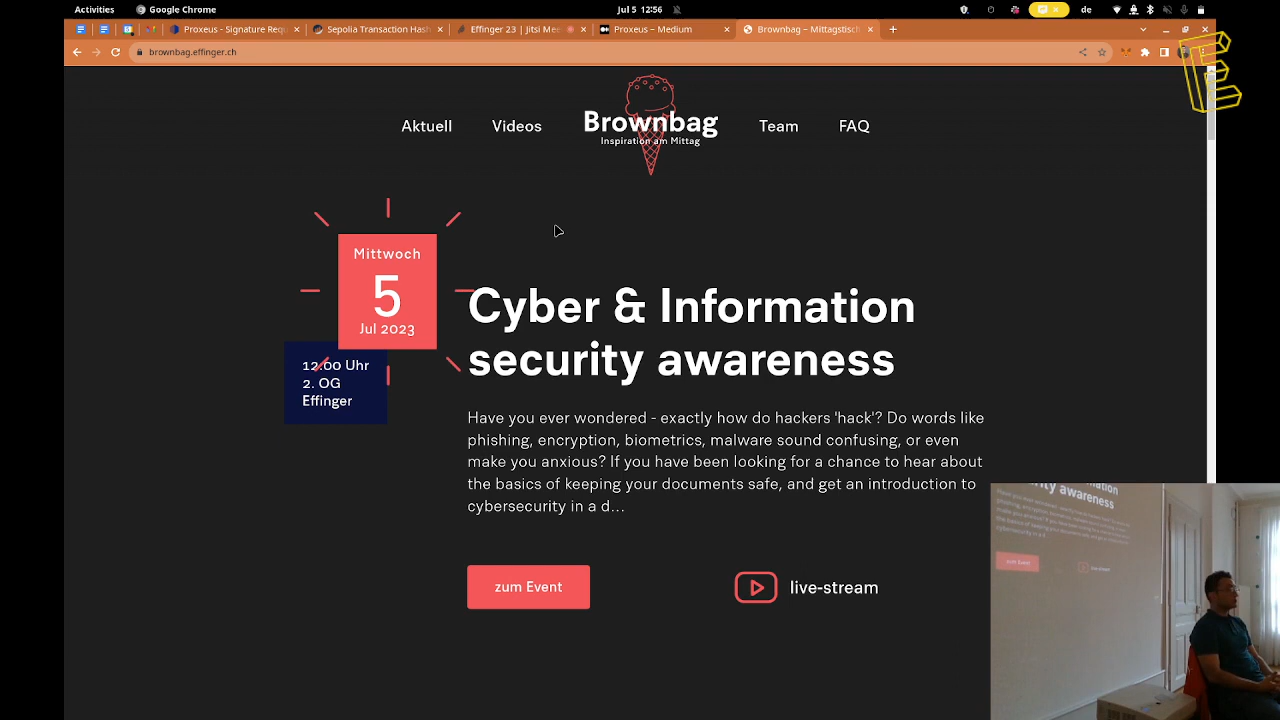 Activities
Google Chrome
Jul 5 12:56
de
Proxeus - Signature Requ
Sepolia Transaction Hash
Effinger 23 | Jitsi Mee
Proxeus – Medium
Brownbag – Mittagstisch
brownbag.effinger.ch
Aktuell
Videos
Brownbag
Inspiration am Mittag
Team
FAQ
Mittwoch
5
Jul 2023
12:00 Uhr
2. OG
Effinger
Cyber & Information
security awareness
Have you ever wondered - exactly how do hackers 'hack'? Do words like
phishing, encryption, biometrics, malware sound confusing, or even
make you anxious? If you have been looking for a chance to hear about
the basics of keeping your documents safe, and get an introduction to
cybersecurity in a d...
zum Event
live-stream
E